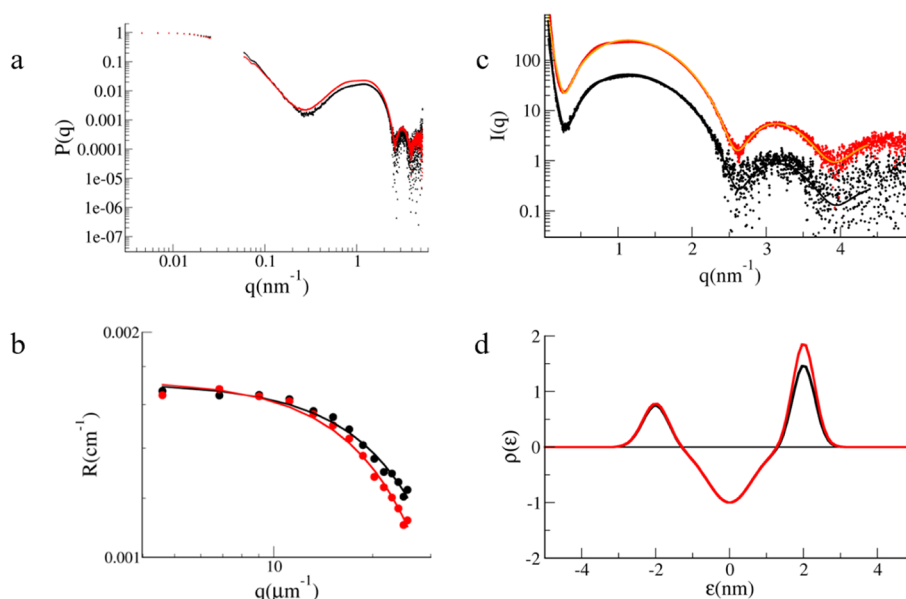 a
1
0.1
0.01
0.001
0.0001
1e-05
1e-06
1e-07
P(q)
0.01
0.1
1
q(nm⁻¹)
c
100
10
1
0.1
I(q)
1
2
3
4
q(nm⁻¹)
b
0.002
0.001
R(cm⁻¹)
10
q(μm⁻¹)
d
2
1
0
-1
-2
ρ(ε)
-4
-2
0
2
4
ε(nm)